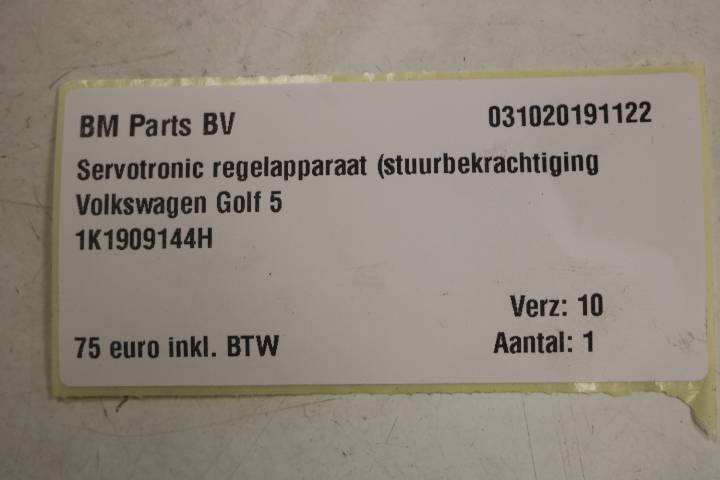 BM Parts BV 031020191122
Servotronic regelapparaat (stuurbekrachtiging
Volkswagen Golf 5
1K1909144H
Verz: 10
75 euro inkl. BTW Aantal: 1